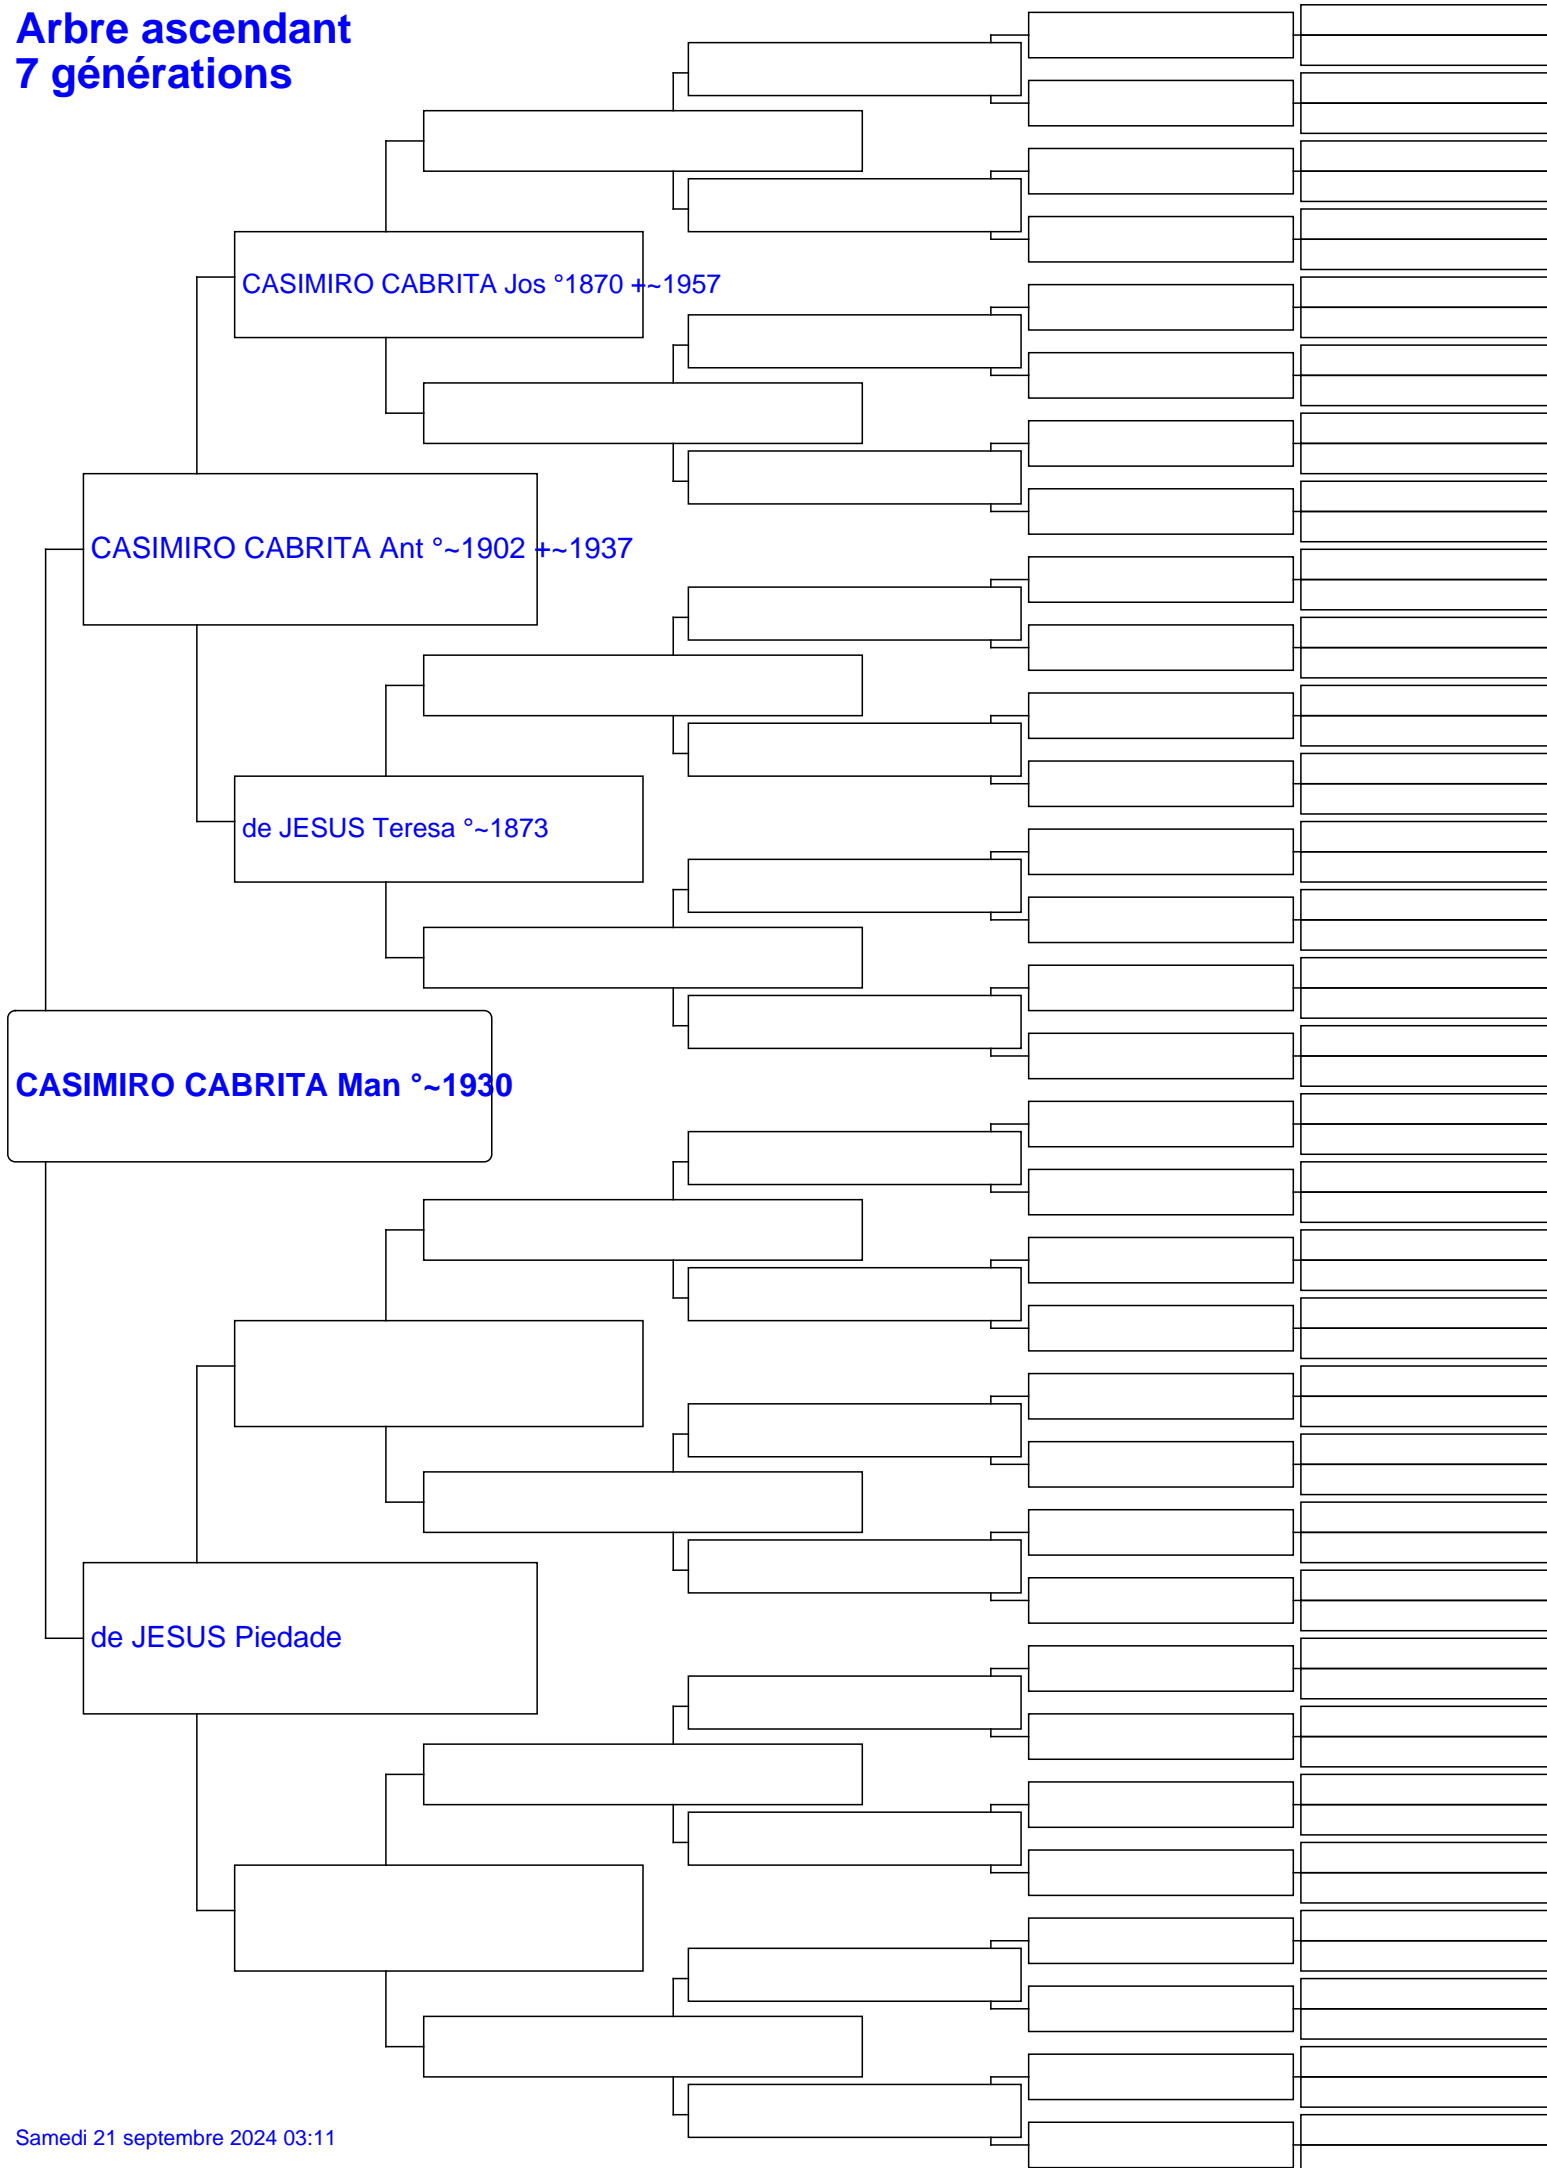 Arbre ascendant
7 générations
CASIMIRO CABRITA Jos °1870 +~1957
CASIMIRO CABRITA Ant °~1902 +~1937
de JESUS Teresa °~1873
CASIMIRO CABRITA Man °~1930
de JESUS Piedade
Samedi 21 septembre 2024 03:11